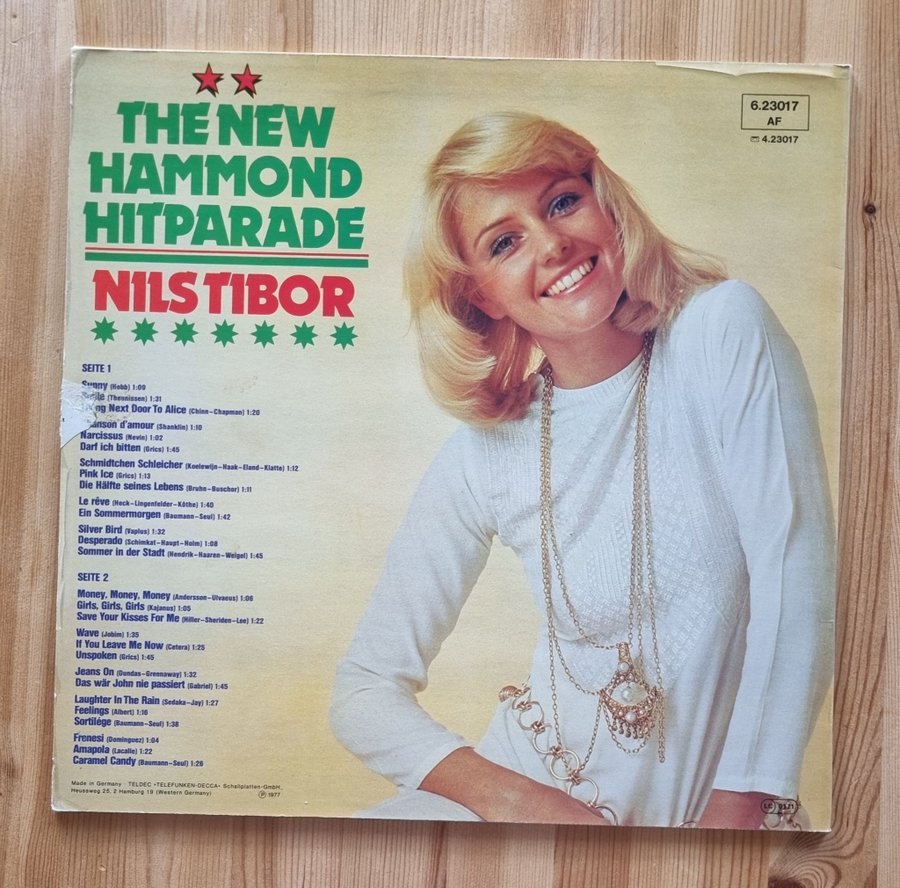 THE NEW
HAMMOND
HITPARADE
NILS TIBOR
6.23017
AF
4.23017
SEITE 1
Sunny (Hebb) 1:09
(Theunissen) 1:31
Next Door To Alice (Chinn-Chapman) 1:20
d'amour (Shanklin) 1:10
Narcissus (Nevin) 1:02
Darf ich bitten (Grics) 1:45
Schmidtchen Schleicher (Koelewijn-Haak-Eland-Klatte) 1:12
Pink Ice (Grics) 1:13
Die Hälfte seines Lebens (Bruhn-Buschor) 1:11
Le rêve (Heck-Lingenfelder-Köthe) 1:40
Ein Sommermorgen (Baumann-Seul) 1:42
Silver Bird (Vaplus) 1:32
Desperado (Schimkat-Haupt-Holm) 1:08
Sommer in der Stadt (Hendrik-Haaren-Weigel) 1:45
SEITE 2
Money, Money, Money (Andersson-Ulvaeus) 1:06
Girls, Girls, Girls (Kajanus) 1:05
Save Your Kisses For Me (Hiller-Sheriden-Lee) 1:22
Wave (Jobim) 1:35
If You Leave Me Now (Cetera) 1:25
Unspoken (Grics) 1:45
Jeans On (Dundas-Greenaway) 1:32
Das wär John nie passiert (Gabriel) 1:45
Laughter In The Rain (Sedaka-Jay) 1:27
Feelings (Albert) 1:16
Sortilége (Baumann-Seul) 1:38
Frenesi (Dominguez) 1:04
Amapola (Lacalle) 1:22
Caramel Candy (Baumann-Seul) 1:26
Made in Germany TELDEC »TELEFUNKEN-DECCA« Schallplatten-GmbH,
Heussweg 25, 2 Hamburg 19 (Western Germany) Ⓟ 1977
LC